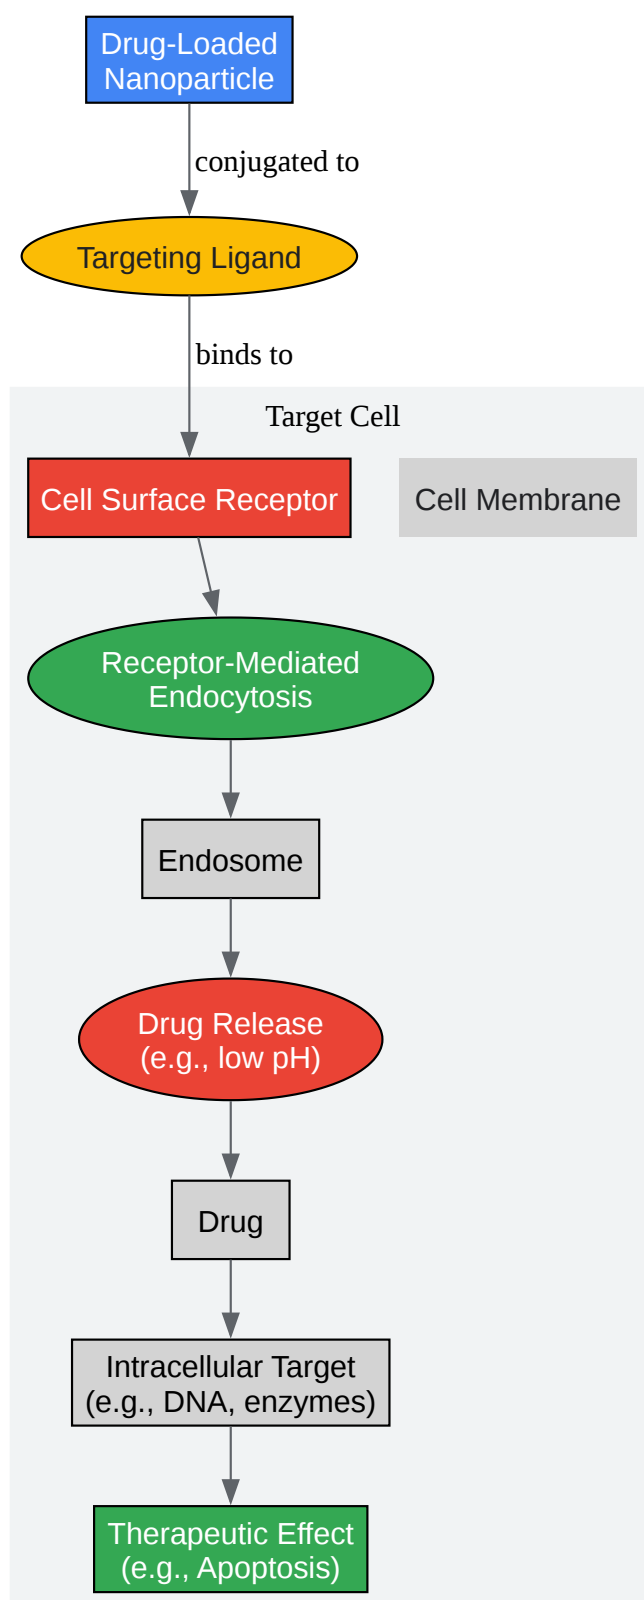 Drug-Loaded
Nanoparticle
conjugated to
Targeting Ligand
binds to
Target Cell
Cell Surface Receptor
Cell Membrane
Receptor-Mediated
Endocytosis
Endosome
Drug Release
(e.g., low pH)
Drug
Intracellular Target
(e.g., DNA, enzymes)
Therapeutic Effect
(e.g., Apoptosis)